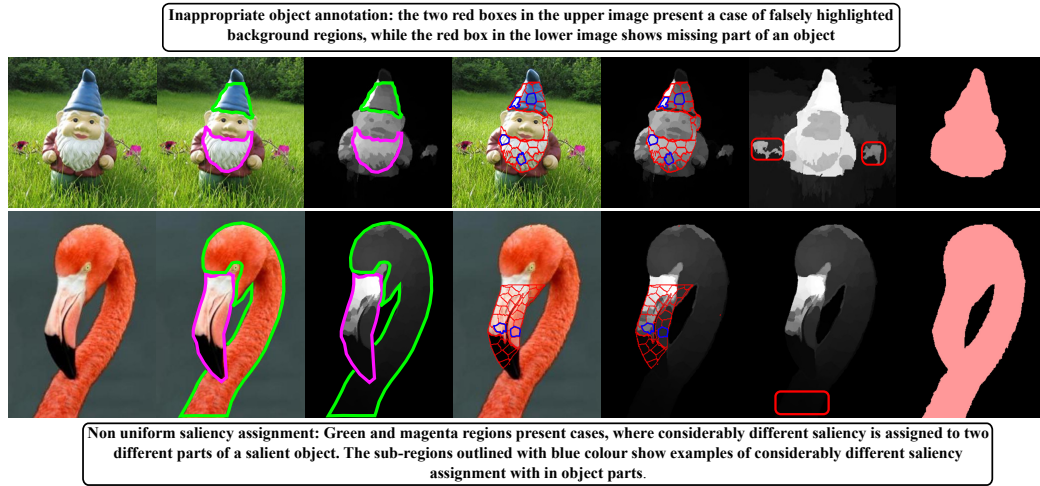 Inappropriate object annotation: the two red boxes in the upper image present a case of falsely highlighted
background regions, while the red box in the lower image shows missing part of an object
Non uniform saliency assignment: Green and magenta regions present cases, where considerably different saliency is assigned to two
different parts of a salient object. The sub-regions outlined with blue colour show examples of considerably different saliency
assignment with in object parts.